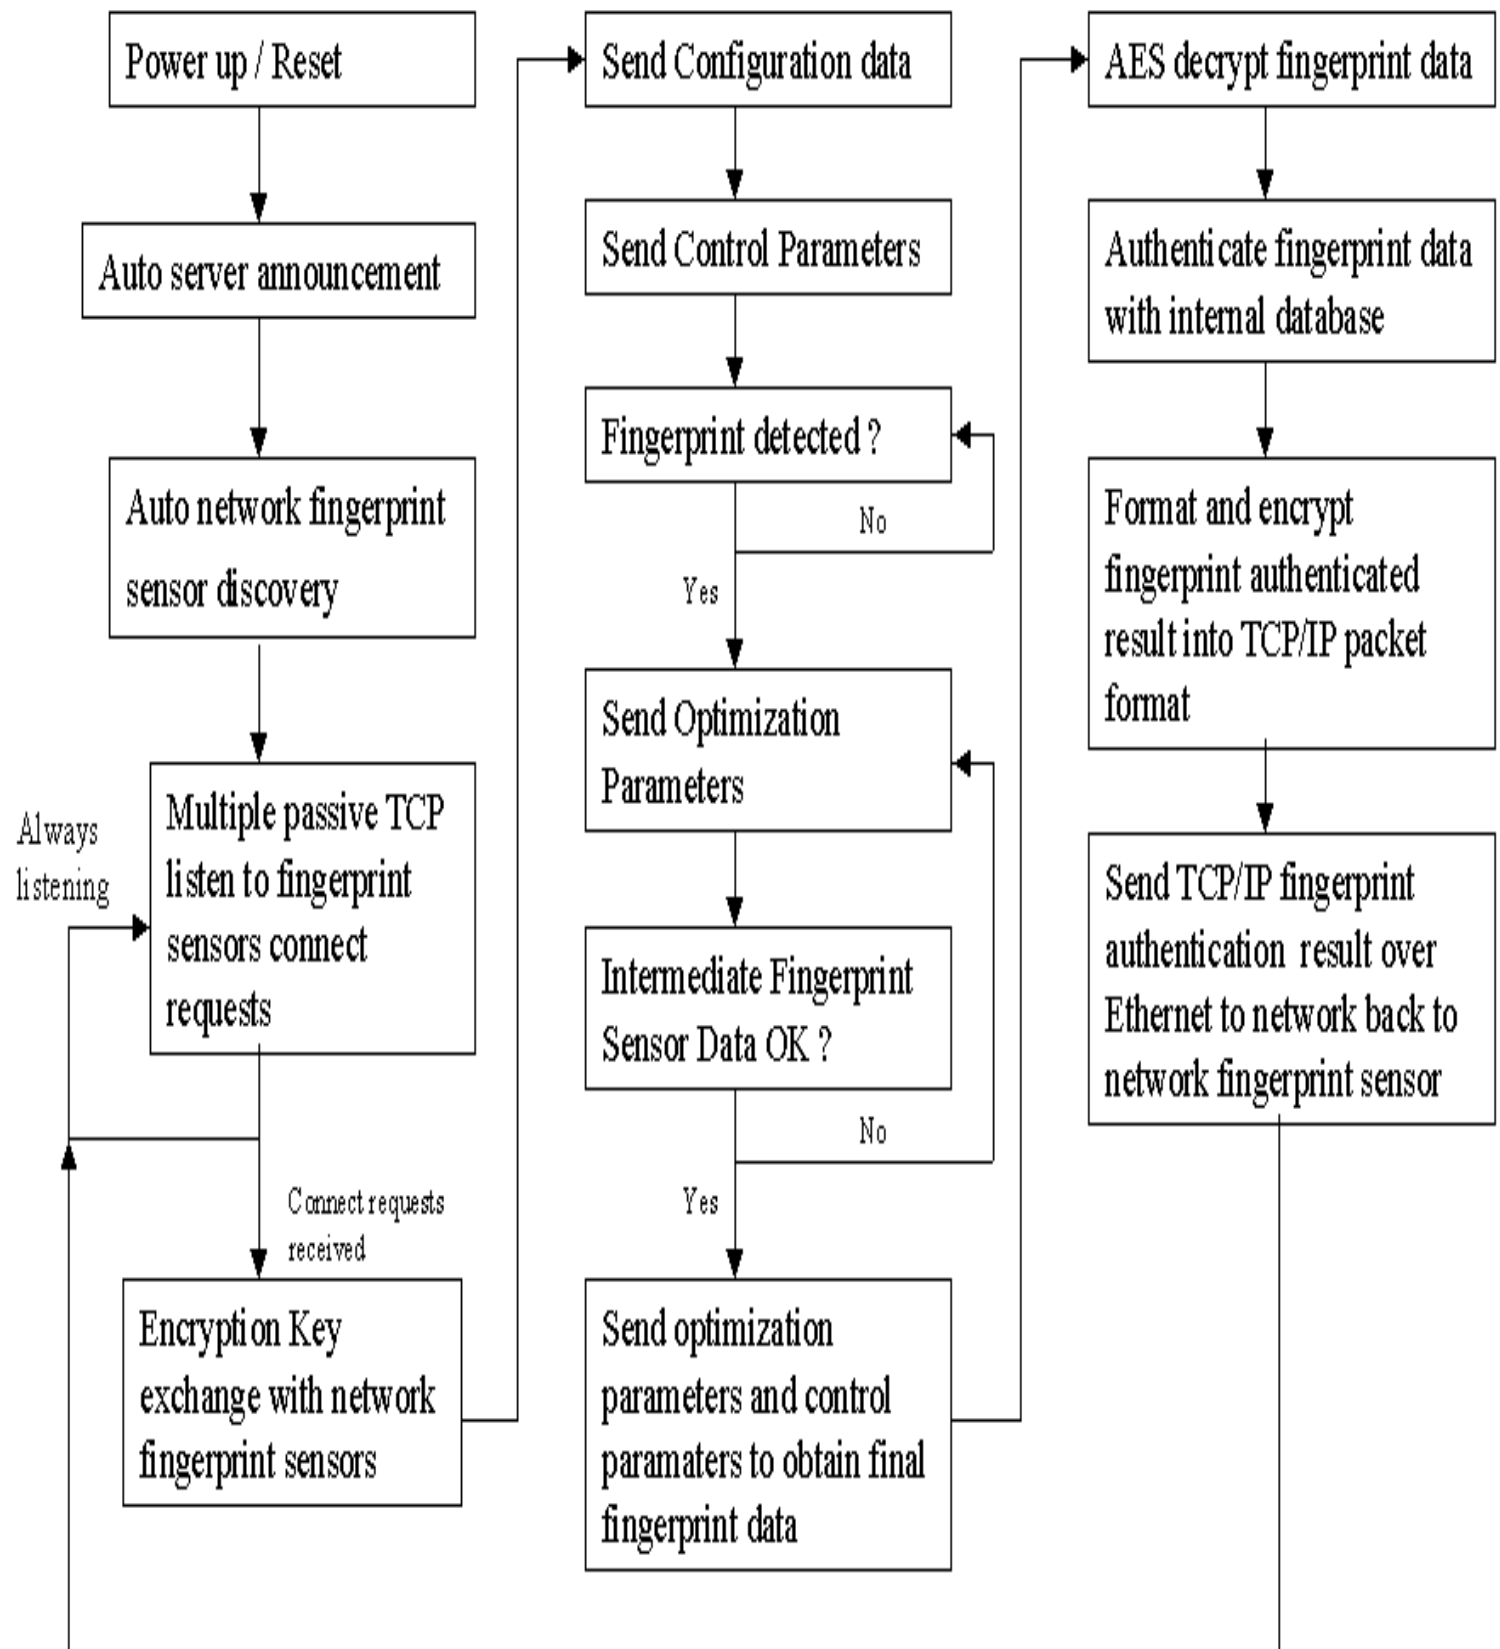 Power up / Reset
Auto server announcement
Auto network fingerprint
sensor discovery
Always
listening
Multiple passive TCP
listen to fingerprint
sensors connect
requests
Connect requests
received
Encryption Key
exchange with network
fingerprint sensors
Send Configuration data
Send Control Parameters
Fingerprint detected ?
No
Yes
Send Optimization
Parameters
Intermediate Fingerprint
Sensor Data OK ?
No
Yes
Send optimization
parameters and control
paramaters to obtain final
fingerprint data
AES decrypt fingerprint data
Authenticate fingerprint data
with internal database
Format and encrypt
fingerprint authenticated
result into TCP/IP packet
format
Send TCP/IP fingerprint
authentication result over
Ethernet to network back to
network fingerprint sensor